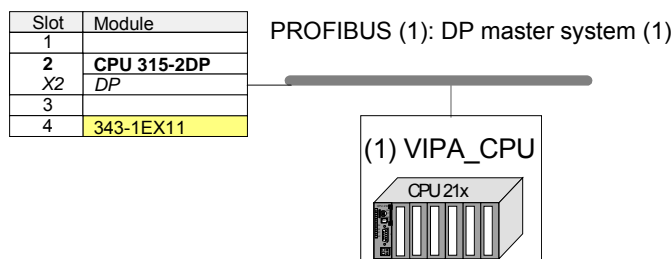 Slot Module
1
2 CPU 315-2DP
X2 DP
3
4 343-1EX11
PROFIBUS (1): DP master system (1)
(1) VIPA_CPU
CPU 21x